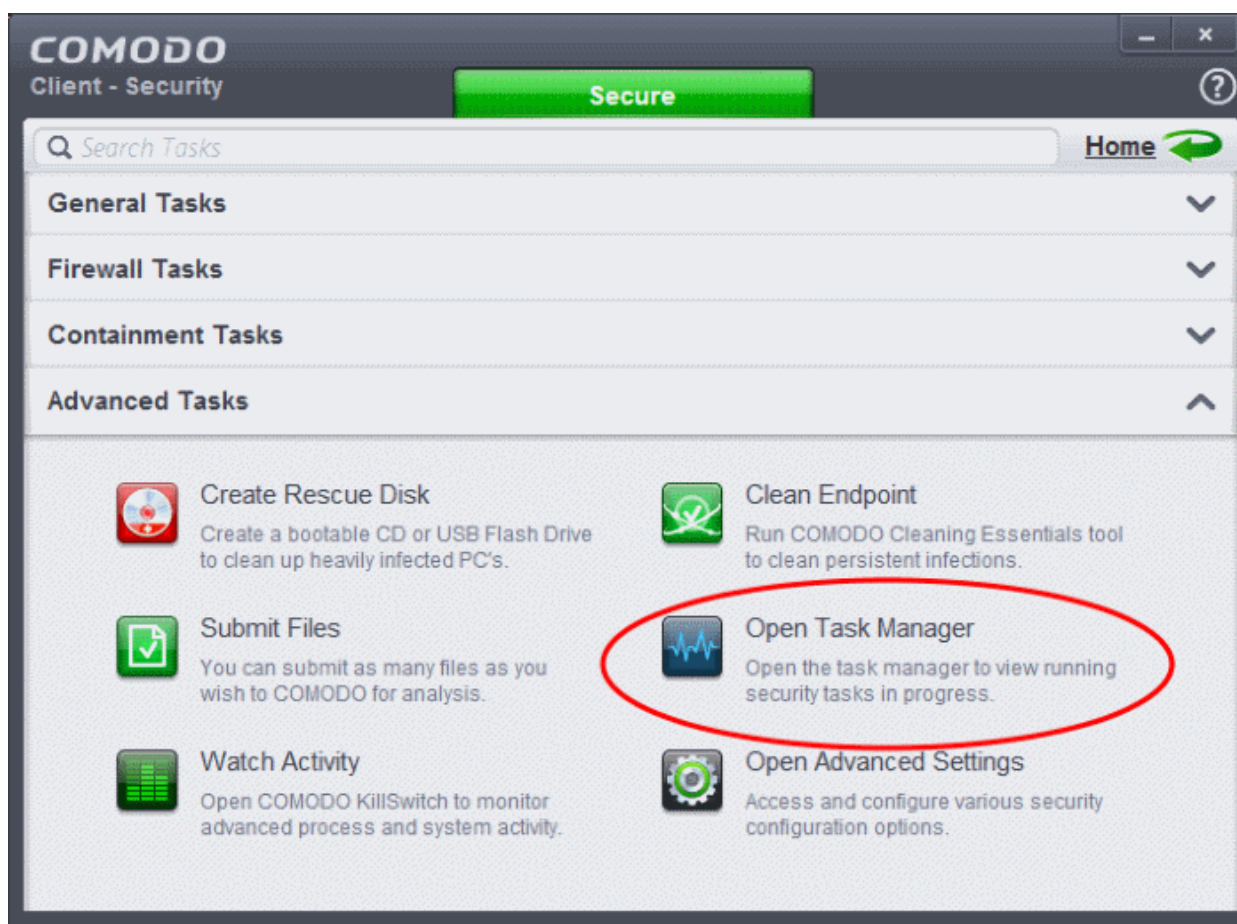 COMODO
Client - Security
Secure
Search Tasks
Home
General Tasks
Firewall Tasks
Containment Tasks
Advanced Tasks
Create Rescue Disk
Create a bootable CD or USB Flash Drive
to clean up heavily infected PC's.
Clean Endpoint
Run COMODO Cleaning Essentials tool
to clean persistent infections.
Submit Files
You can submit as many files as you
wish to COMODO for analysis.
Open Task Manager
Open the task manager to view running
security tasks in progress.
Watch Activity
Open COMODO KillSwitch to monitor
advanced process and system activity.
Open Advanced Settings
Access and configure various security
configuration options.